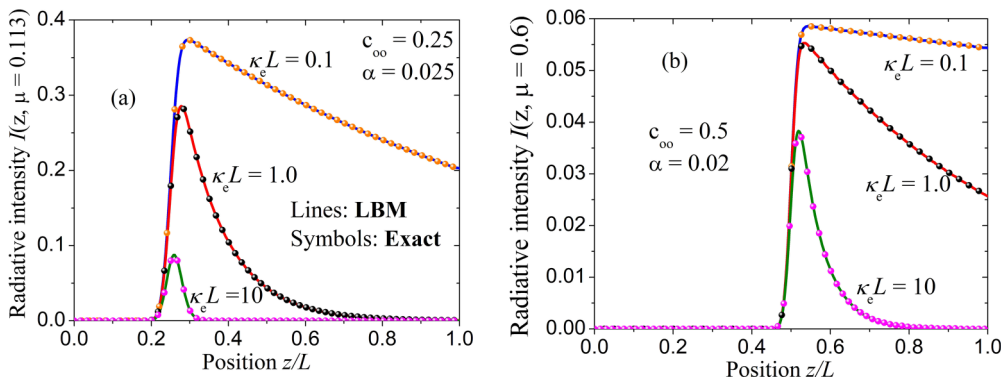 Radiative intensity I(z, μ = 0.113)
0.4
0.3
0.2
0.1
0.0
(a)
κeL = 0.1
coo = 0.25
α = 0.025
κeL = 1.0
Lines: LBM
Symbols: Exact
κeL =10
0.0 0.2 0.4 0.6 0.8 1.0
Position z/L
Radiative intensity I(z, μ = 0.6)
0.06
0.05
0.04
0.03
0.02
0.01
0.00
(b)
κeL = 0.1
coo = 0.5
α = 0.02
κeL = 1.0
κeL = 10
0.0 0.2 0.4 0.6 0.8 1.0
Position z/L